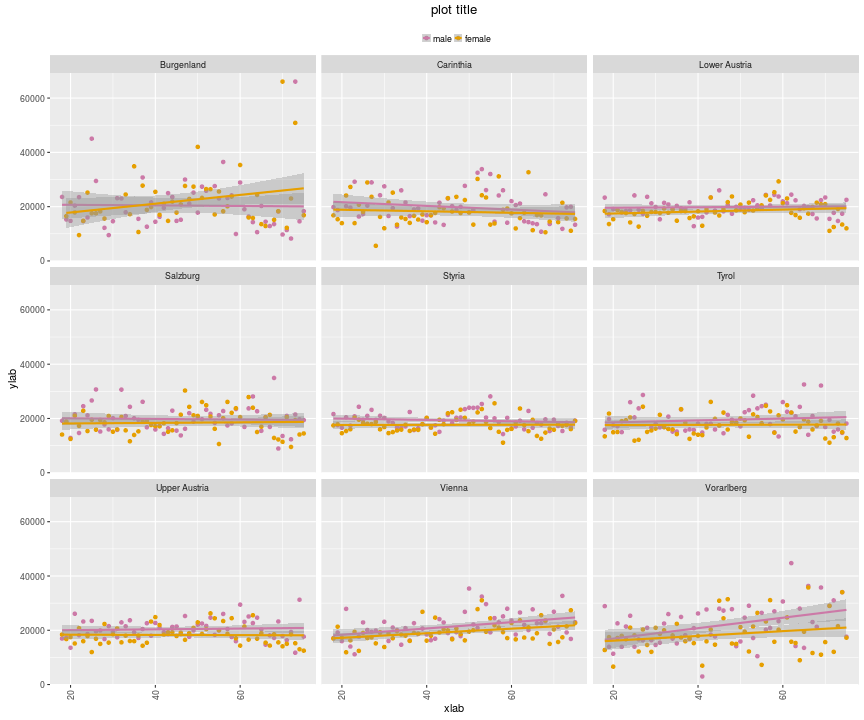 plot title
male female
Burgenland Carinthia Lower Austria
60000
40000
20000
0
Salzburg Styria Tyrol
60000
40000
20000
0
ylab
Upper Austria Vienna Vorarlberg
60000
40000
20000
0
20 40 60 20 40 60 20 40 60
xlab